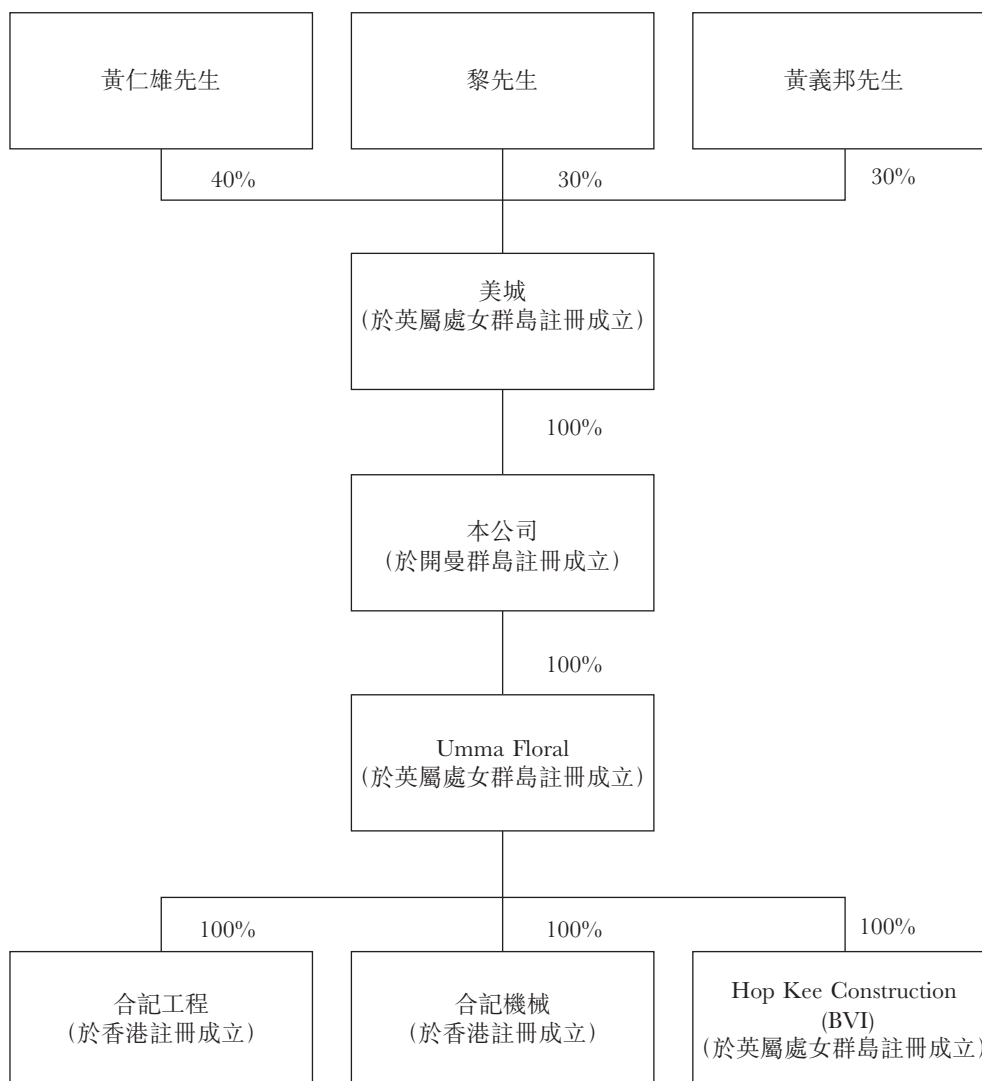 黃仁雄先生
黎先生
黃義邦先生
40%
30%
30%
美城
(於英屬處女群島註冊成立)
100%
本公司
(於開曼群島註冊成立)
100%
Umma Floral
(於英屬處女群島註冊成立)
100%
100%
100%
合記工程
(於香港註冊成立)
合記機械
(於香港註冊成立)
Hop Kee Construction
(BVI)
(於英屬處女群島註冊成立)